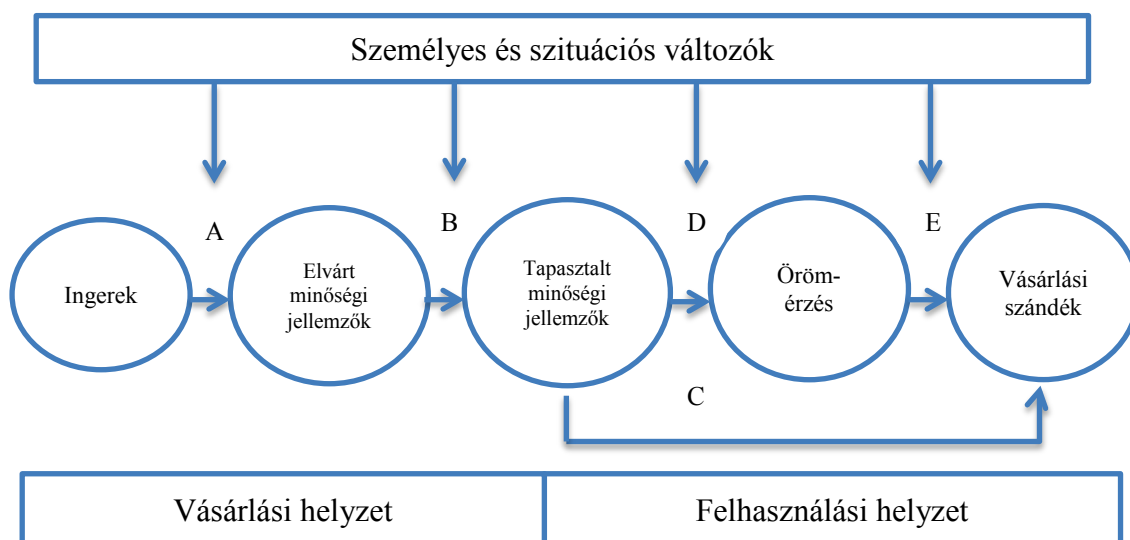 Személyes és szituációs változók
A
B
D
E
Ingerek
Elvárt
minőségi
jellemzők
Tapasztalt
minőségi
jellemzők
Öröm-
érzés
Vásárlási
szándék
C
Vásárlási helyzet
Felhasználási helyzet